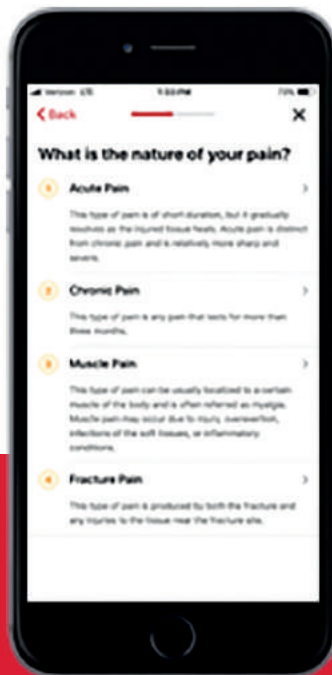 Verizon LTE 1:33 PM 73%
Back
What is the nature of your pain?
1 Acute Pain
This type of pain is of short duration, but it gradually
resolves as the injured tissue heals. Acute pain is distinct
from chronic pain and is relatively more sharp and
severe.
2 Chronic Pain
This type of pain is any pain that lasts for more than
three months.
3 Muscle Pain
This type of pain can be usually localized to a certain
muscle of the body and is often referred as myalgia.
Muscle pain may occur due to injury, overexertion,
infections of the soft tissues, or inflammatory
conditions.
4 Fracture Pain
This type of pain is produced by both the fracture and
any injuries to the tissue near the fracture site.